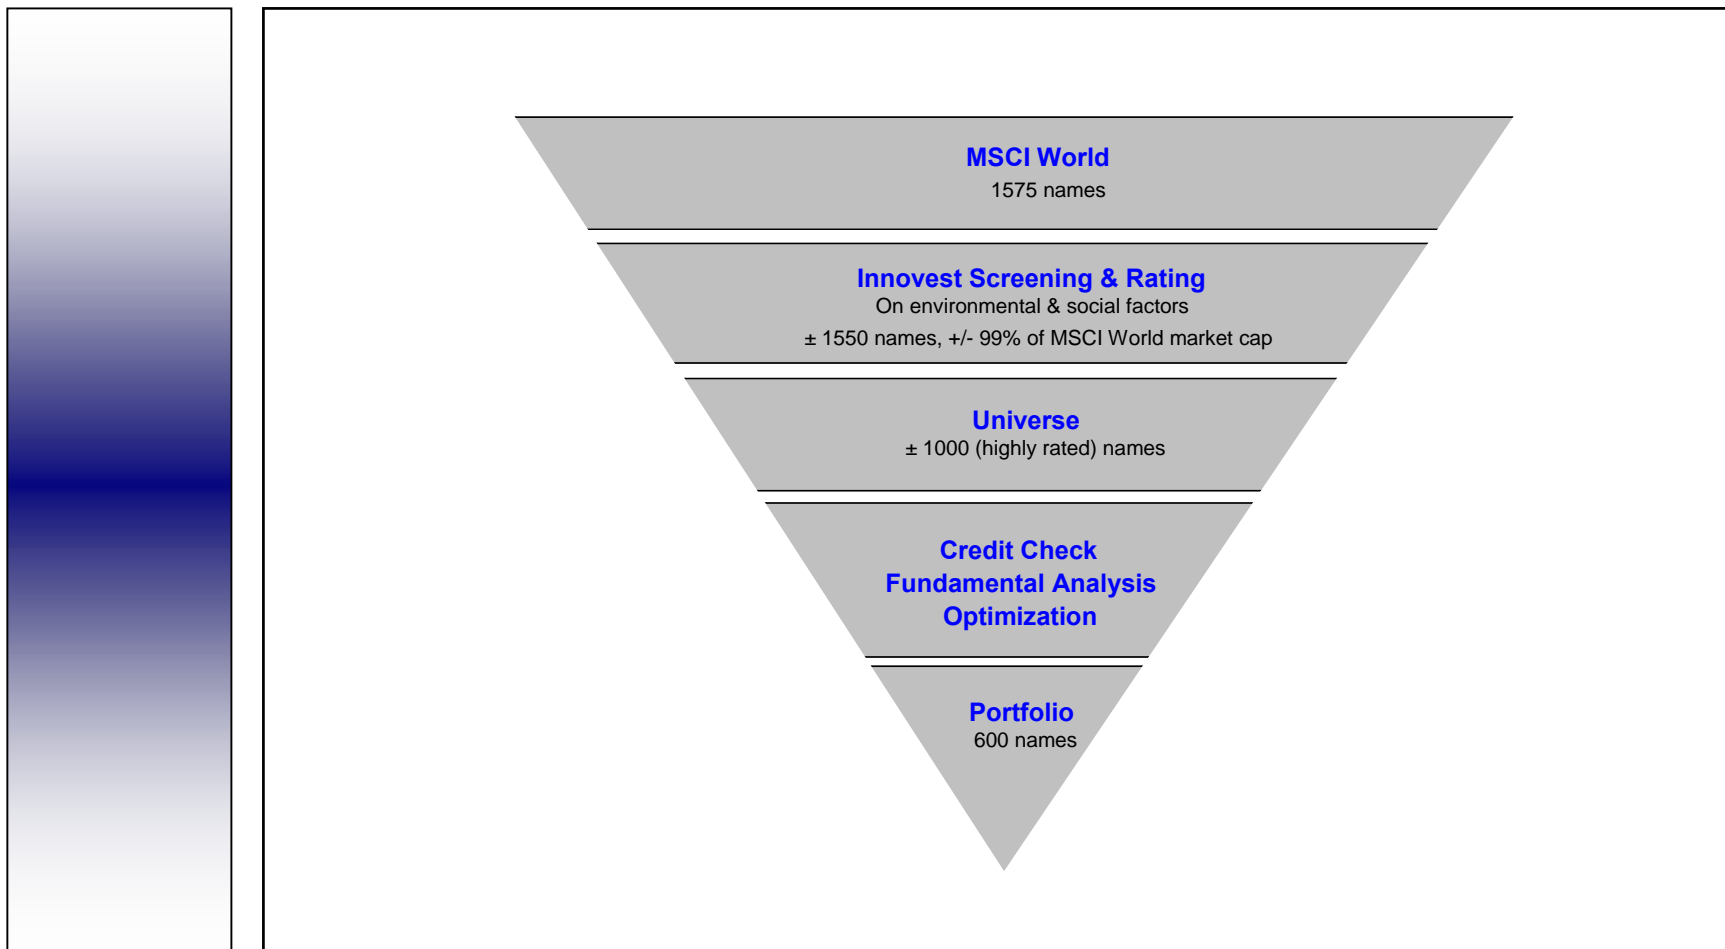 MSCI World
1575 names
Innovest Screening & Rating
On environmental & social factors
± 1550 names, +/- 99% of MSCI World market cap
Universe
± 1000 (highly rated) names
Credit Check
Fundamental Analysis
Optimization
Portfolio
600 names